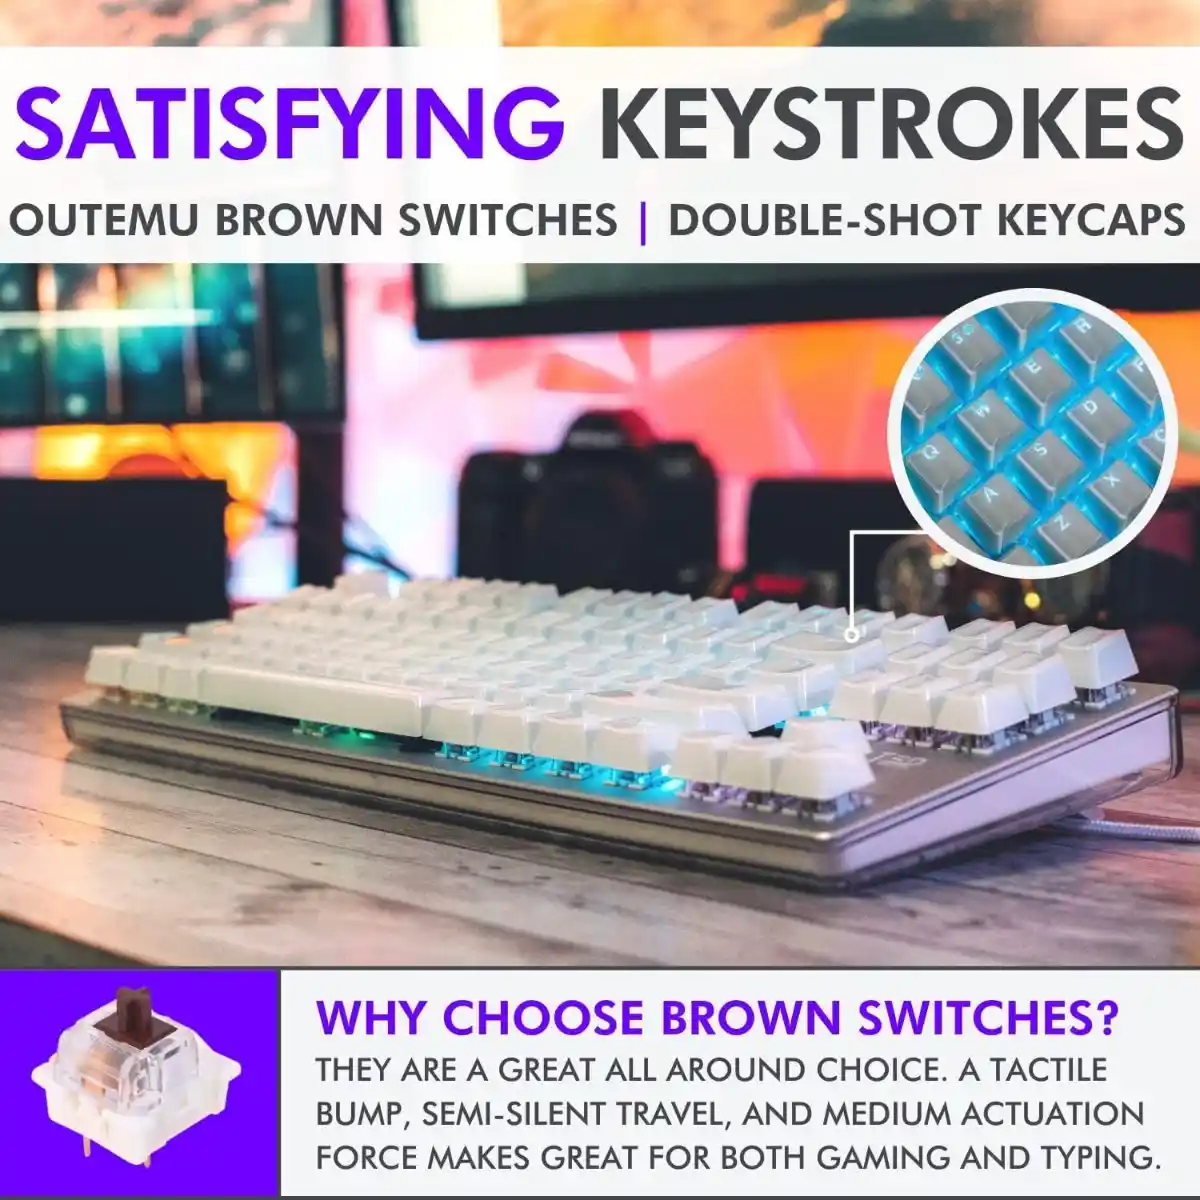 SATISFYING KEYSTROKES
OUTEMU BROWN SWITCHES | DOUBLE-SHOT KEYCAPS
E
W
D
Q
S
A
X
Z
WHY CHOOSE BROWN SWITCHES?
THEY ARE A GREAT ALL AROUND CHOICE. A TACTILE
BUMP, SEMI-SILENT TRAVEL, AND MEDIUM ACTUATION
FORCE MAKES GREAT FOR BOTH GAMING AND TYPING.